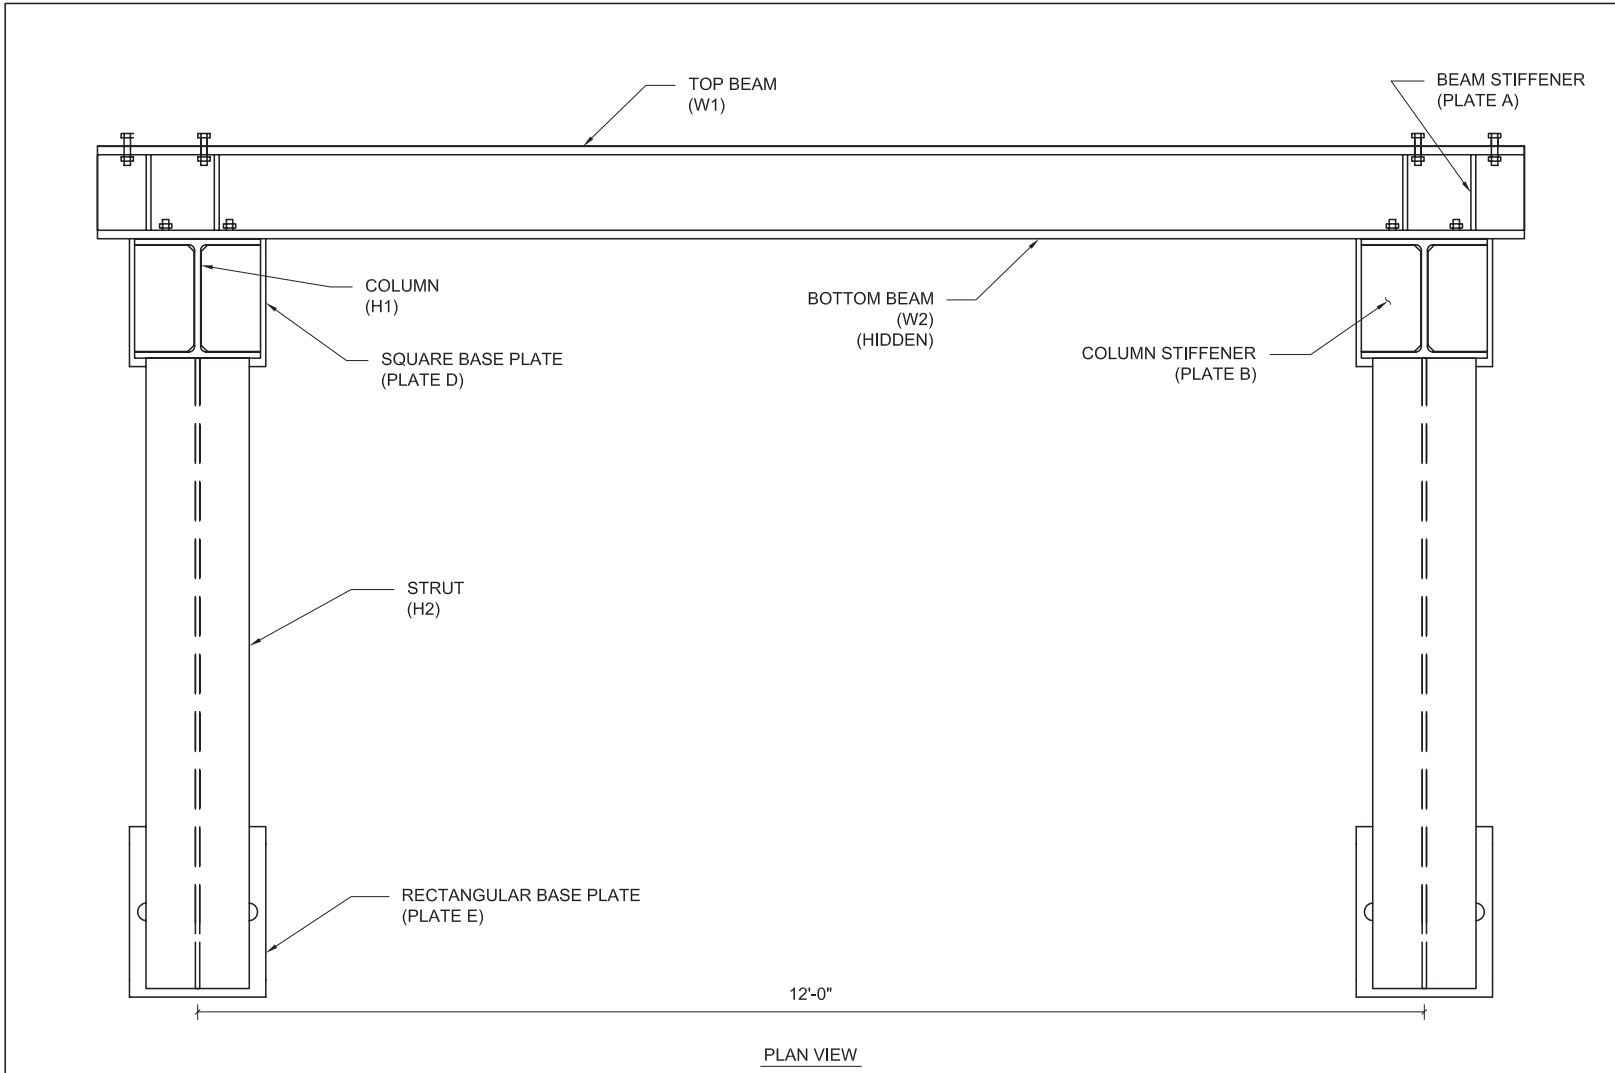 TOP BEAM
(W1)
BEAM STIFFENER
(PLATE A)
COLUMN
(H1)
BOTTOM BEAM
(W2)
(HIDDEN)
SQUARE BASE PLATE
(PLATE D)
COLUMN STIFFENER
(PLATE B)
STRUT
(H2)
RECTANGULAR BASE PLATE
(PLATE E)
12'-0"
PLAN VIEW